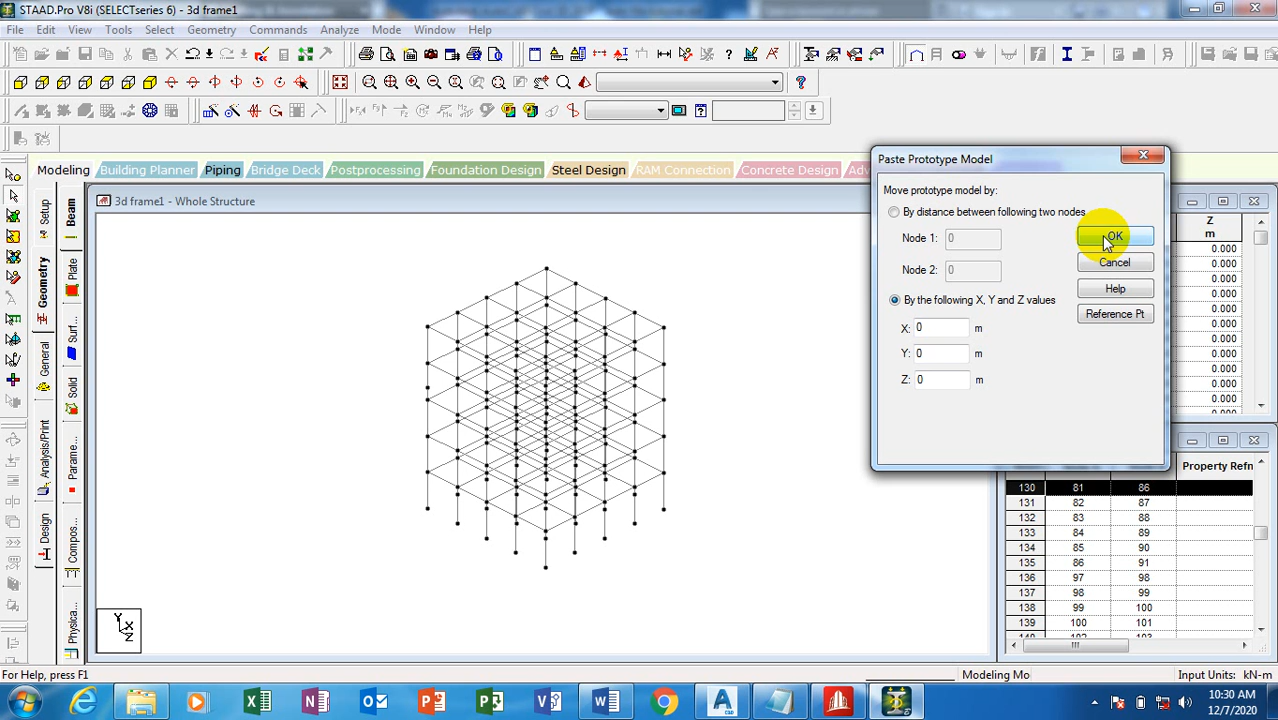 STAAD.Pro V8i (SELECTseries 6) - 3d frame1
File Edit View Tools Select Geometry Commands Analyze Mode Window Help
Modeling Building Planner Piping Bridge Deck Postprocessing Foundation Design Steel Design RAM Connection Concrete Design
3d frame1 - Whole Structure
Setup
Geometry
General
Analysis/Print
Design
Beam
Plate
Surf...
Solid
Parame...
Compos...
Physica...
Y
X
Z
Paste Prototype Model
Move prototype model by:
By distance between following two nodes
Node 1: 0
OK
Node 2: 0
Cancel
By the following X, Y and Z values
Help
Reference Pt
X: 0 m
Y: 0 m
Z: 0 m
Z
m
0.000
0.000
0.000
0.000
0.000
0.000
0.000
0.000
0.000
0.000
0.000
Property Refn
130 81 86
131 82 87
132 83 88
133 84 89
134 85 90
135 86 91
136 97 98
137 98 99
138 99 100
139 100 101
For Help, press F1
Modeling Mo
Input Units: kN-m
10:30 AM
12/7/2020